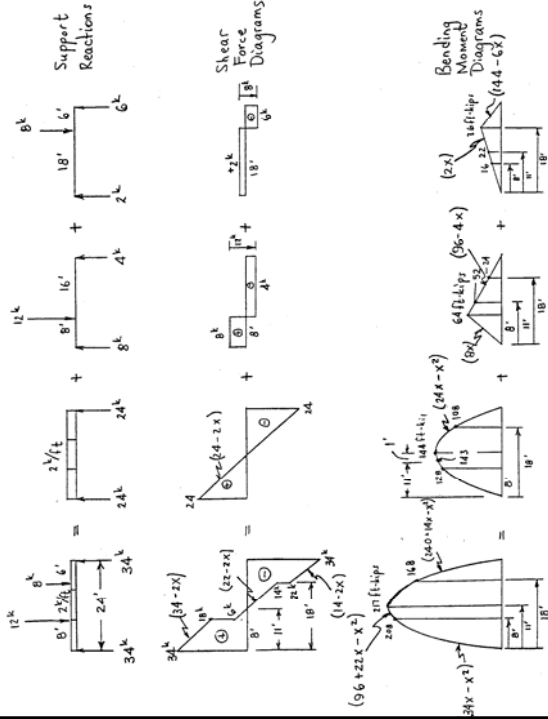 12ᵏ 8ᵏ
8' 2ᵏ/ft 6'
24'
34ᵏ 34ᵏ
=
2ᵏ/ft
24ᵏ 24ᵏ
+
12ᵏ
8' 16'
8ᵏ 4ᵏ
+
8ᵏ
18' 6'
2ᵏ 6ᵏ
Support
Reactions
34ᵏ
(34-2x)
18ᵏ
6ᵏ
(22-2x)
8'
11'
14ᵏ
18'
22ᵏ
(14-2x)
34ᵏ
=
24
(24-2x)
24
+
8ᵏ
8'
12ᵏ
4ᵏ
+
+2ᵏ
18'
8ᵏ
6ᵏ
Shear
Force
Diagrams
(96+22x-x²)
217 ft-kips
208
168
(240+14x-x²)
34x-x²)
8'
11'
18'
=
11'
1'
144 ft-ki
128
143
(24x-x²)
108
8'
18'
+
64 ft-kips
52
24
(8x)
(96-4x)
8'
11'
18'
+
(2x)
36 ft-kips
16
22
(144-6x)
8'
11'
18'
Bending
Moment
Diagrams